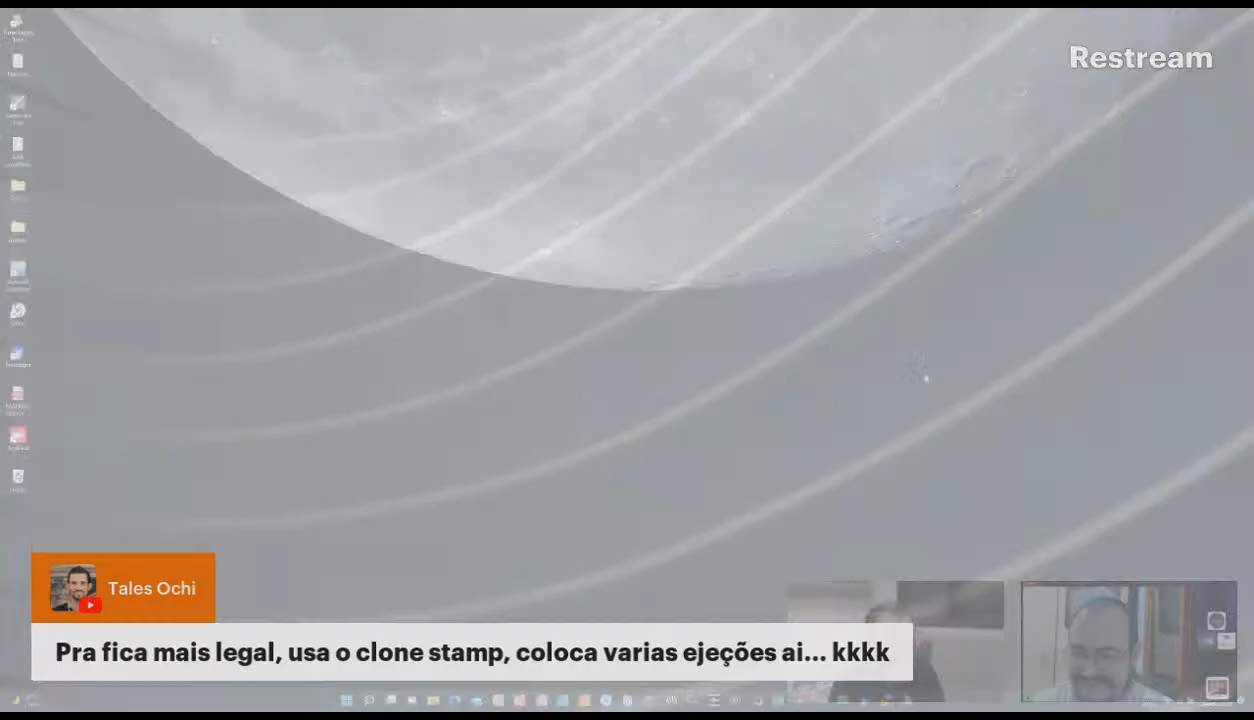 Restream
Tales Ochi
Pra fica mais legal, usa o clone stamp, coloca varias ejeções ai... kkkk